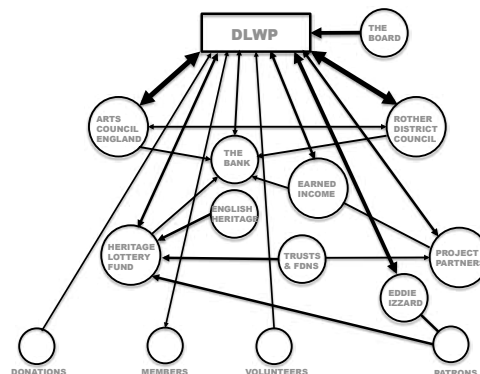 DLWP
THE
BOARD
ARTS
COUNCIL
ENGLAND
ROTHER
DISTRICT
COUNCIL
THE
BANK
EARNED
INCOME
ENGLISH
HERITAGE
HERITAGE
LOTTERY
FUND
TRUSTS
& FDNS
PROJECT
PARTNERS
EDDIE
IZZARD
DONATIONS
MEMBERS
VOLUNTEERS
PATRONS